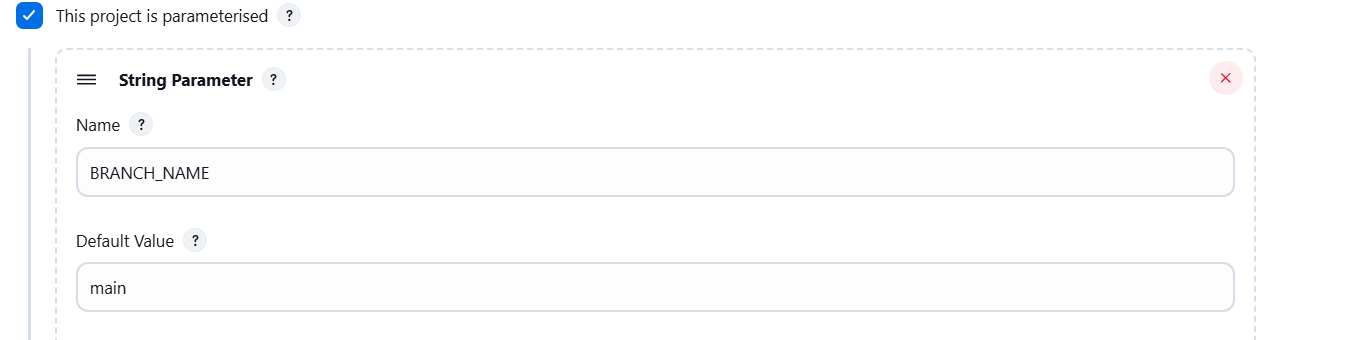 This project is parameterised ?
String Parameter ?
Name ?
BRANCH_NAME
Default Value ?
main